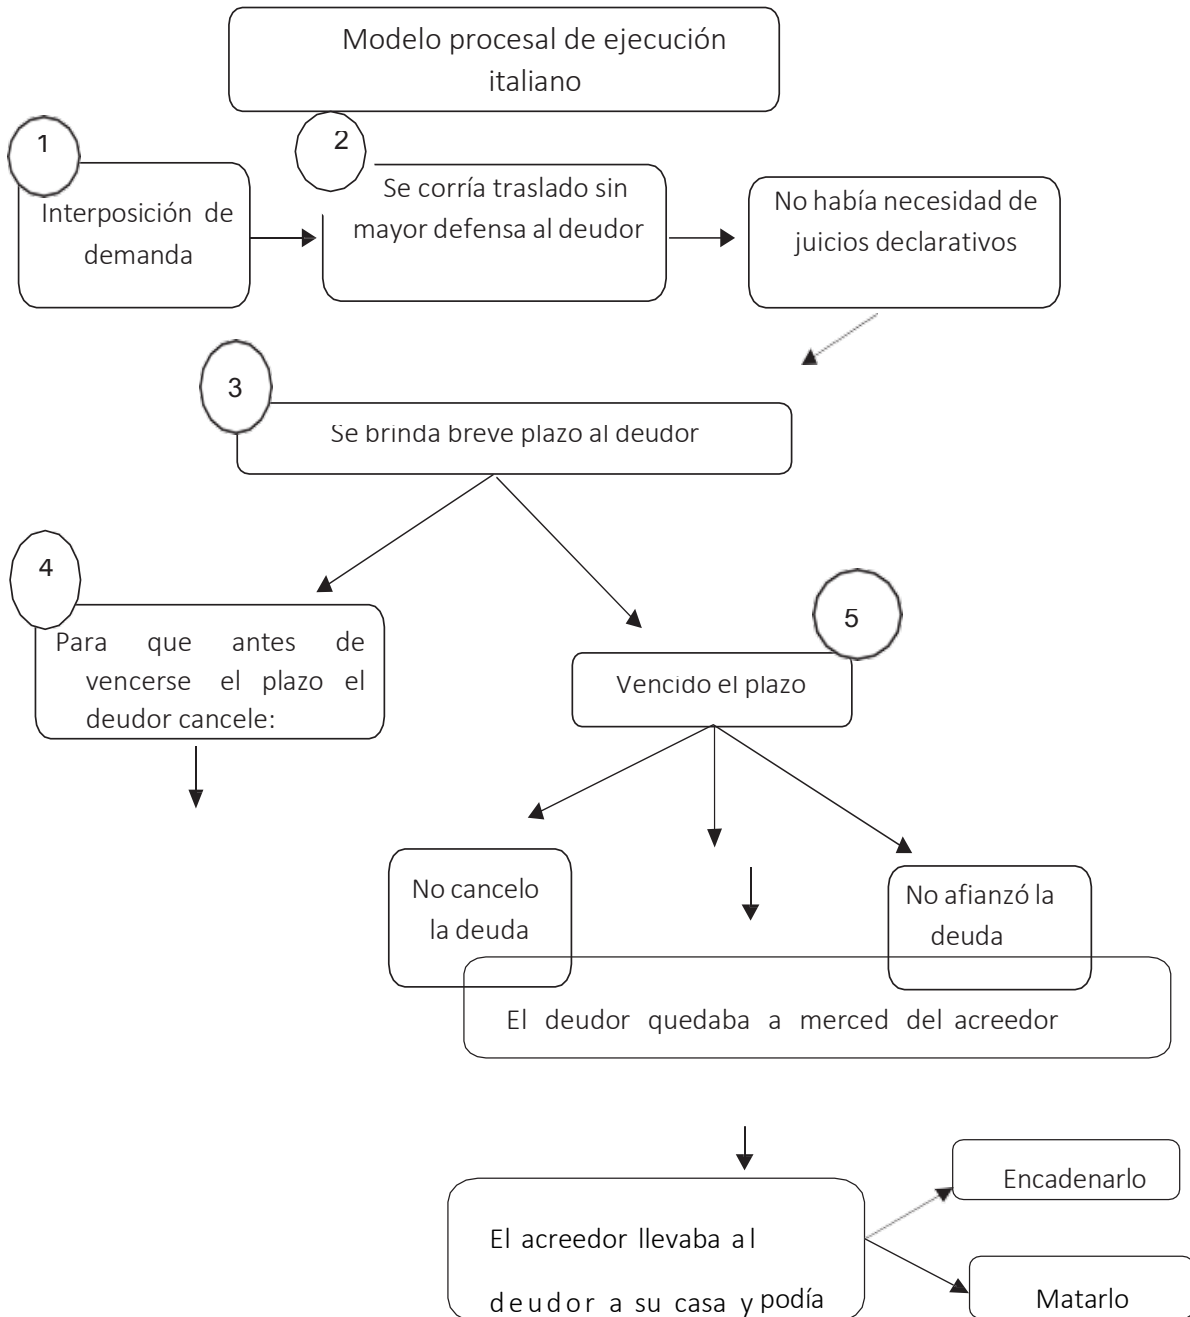 Modelo procesal de ejecución
italiano
1
Interposición de
demanda
2
Se corría traslado sin
mayor defensa al deudor
No había necesidad de
juicios declarativos
3
Se brinda breve plazo al deudor
4
Para que antes de
vencerse el plazo el
deudor cancele:
5
Vencido el plazo
No cancelo
la deuda
No afianzó la
deuda
El deudor quedaba a merced del acreedor
El acreedor llevaba al
deudor a su casa y podía
Encadenarlo
Matarlo